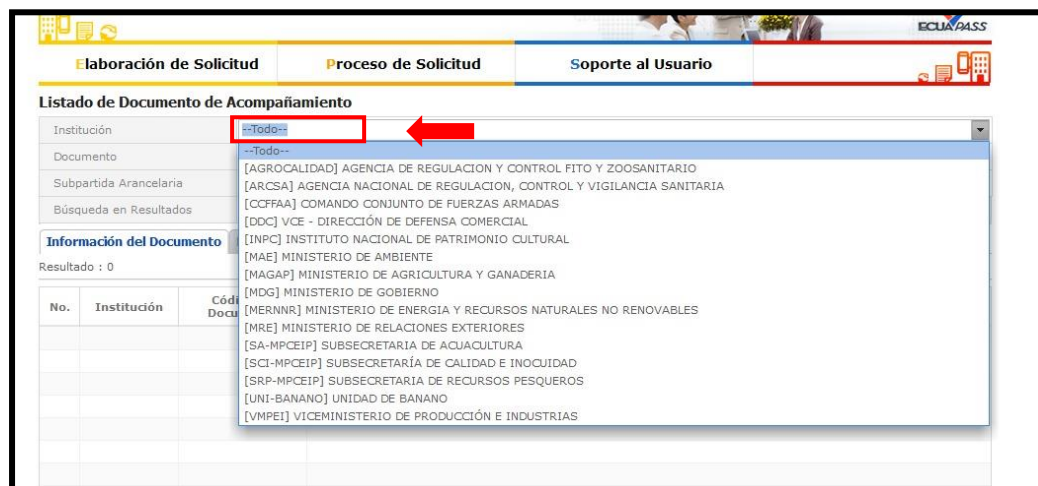 ECUAPASS
Elaboración de Solicitud
Proceso de Solicitud
Soporte al Usuario
Listado de Documento de Acompañamiento
Institución
--Todo--
Documento
Subpartida Arancelaria
Búsqueda en Resultados
--Todo--
[AGROCALIDAD] AGENCIA DE REGULACION Y CONTROL FITO Y ZOOSANITARIO
[ARCSA] AGENCIA NACIONAL DE REGULACION, CONTROL Y VIGILANCIA SANITARIA
[CCFFAA] COMANDO CONJUNTO DE FUERZAS ARMADAS
[DDC] VCE - DIRECCIÓN DE DEFENSA COMERCIAL
[INPC] INSTITUTO NACIONAL DE PATRIMONIO CULTURAL
[MAE] MINISTERIO DE AMBIENTE
[MAGAP] MINISTERIO DE AGRICULTURA Y GANADERIA
[MDG] MINISTERIO DE GOBIERNO
[MERNNR] MINISTERIO DE ENERGIA Y RECURSOS NATURALES NO RENOVABLES
[MRE] MINISTERIO DE RELACIONES EXTERIORES
[SA-MPCEIP] SUBSECRETARIA DE ACUACULTURA
[SCI-MPCEIP] SUBSECRETARÍA DE CALIDAD E INOCUIDAD
[SRP-MPCEIP] SUBSECRETARIA DE RECURSOS PESQUEROS
[UNI-BANANO] UNIDAD DE BANANO
[VMPEI] VICEMINISTERIO DE PRODUCCIÓN E INDUSTRIAS
Información del Documento
Resultado : 0
No.
Institución
Códi
Docu